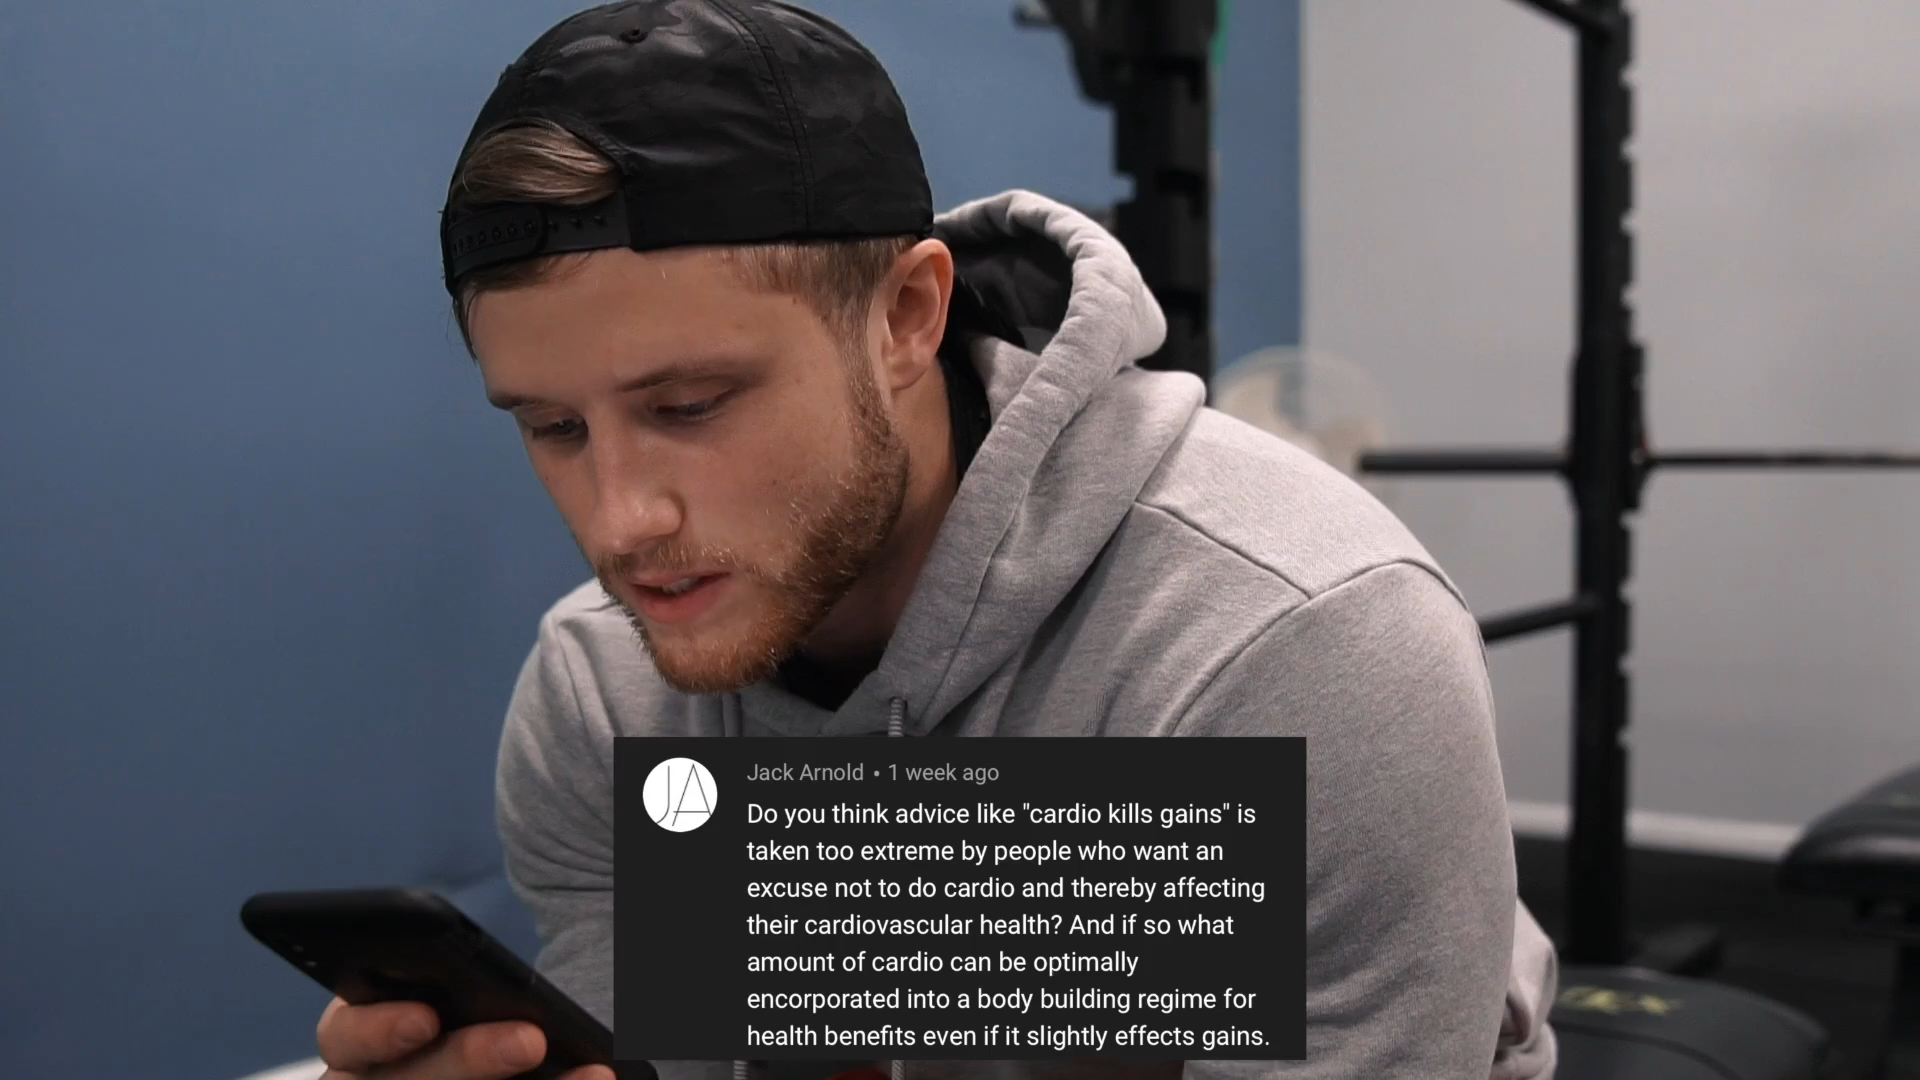 JA
Jack Arnold • 1 week ago
Do you think advice like "cardio kills gains" is
taken too extreme by people who want an
excuse not to do cardio and thereby affecting
their cardiovascular health? And if so what
amount of cardio can be optimally
encorporated into a body building regime for
health benefits even if it slightly effects gains.